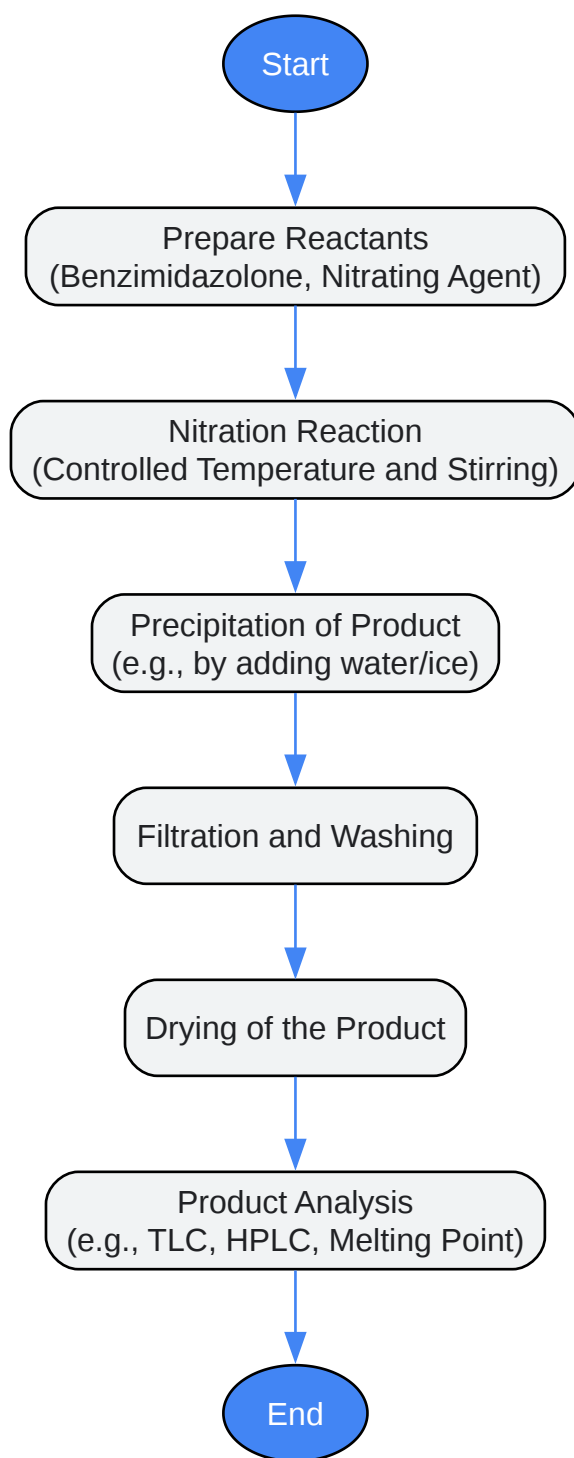 Start
Prepare Reactants
(Benzimidazolone, Nitrating Agent)
Nitration Reaction
(Controlled Temperature and Stirring)
Precipitation of Product
(e.g., by adding water/ice)
Filtration and Washing
Drying of the Product
Product Analysis
(e.g., TLC, HPLC, Melting Point)
End